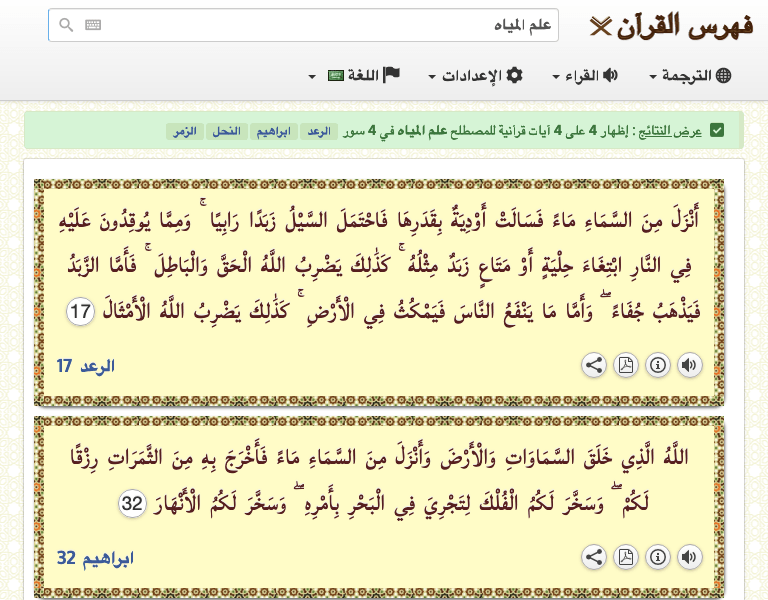 فهرس القرآن
علم المياه
الترجمة القراء الإعدادات اللغة
عرض النتائج : إظهار 4 على 4 آيات قرآنية للمصطلح علم المياه في 4 سور الرعد ابراهيم النحل الزمر
أَنْزَلَ مِنَ السَّمَاءِ مَاءً فَسَالَتْ أَوْدِيَةٌ بِقَدَرِهَا فَاحْتَمَلَ السَّيْلُ زَبَدًا رَابِيًا ۚ وَمِمَّا يُوقِدُونَ عَلَيْهِ
فِي النَّارِ ابْتِغَاءَ حِلْيَةٍ أَوْ مَتَاعٍ زَبَدٌ مِثْلُهُ ۚ كَذَٰلِكَ يَضْرِبُ اللَّهُ الْحَقَّ وَالْبَاطِلَ ۚ فَأَمَّا الزَّبَدُ
فَيَذْهَبُ جُفَاءً ۖ وَأَمَّا مَا يَنْفَعُ النَّاسَ فَيَمْكُثُ فِي الْأَرْضِ ۚ كَذَٰلِكَ يَضْرِبُ اللَّهُ الْأَمْثَالَ 17
الرعد 17
اللَّهُ الَّذِي خَلَقَ السَّمَاوَاتِ وَالْأَرْضَ وَأَنْزَلَ مِنَ السَّمَاءِ مَاءً فَأَخْرَجَ بِهِ مِنَ الثَّمَرَاتِ رِزْقًا
لَكُمْ ۖ وَسَخَّرَ لَكُمُ الْفُلْكَ لِتَجْرِيَ فِي الْبَحْرِ بِأَمْرِهِ ۖ وَسَخَّرَ لَكُمُ الْأَنْهَارَ 32
ابراهيم 32